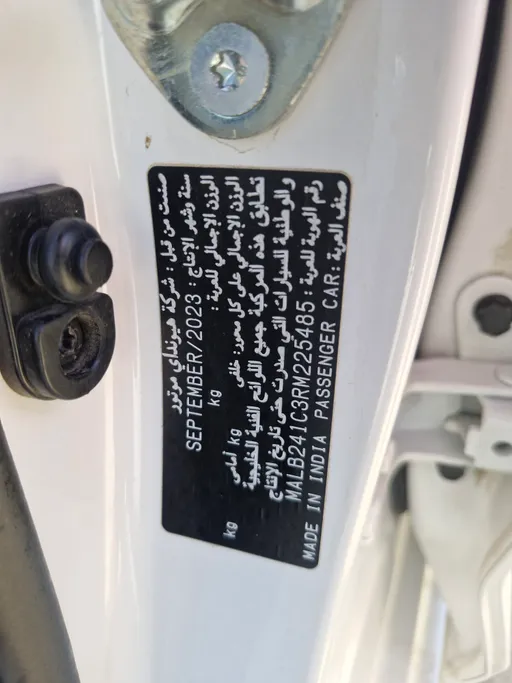 صنعت من قبل : شركة هيونداي موتور
سنة وشهر الإنتاج : SEPTEMBER/2023
الوزن الإجمالي للعربة : kg
الوزن الإجمالي على كل محور: خلفي kg أمامي kg
تطابق هذه المركبة جميع اللوائح الفنية الخليجية
والوطنية للسيارات التي صدرت حتى تاريخ الإنتاج
رقم الهوية للعربة : MALB241C3RM225485
صنف العربة : MADE IN INDIA PASSENGER CAR